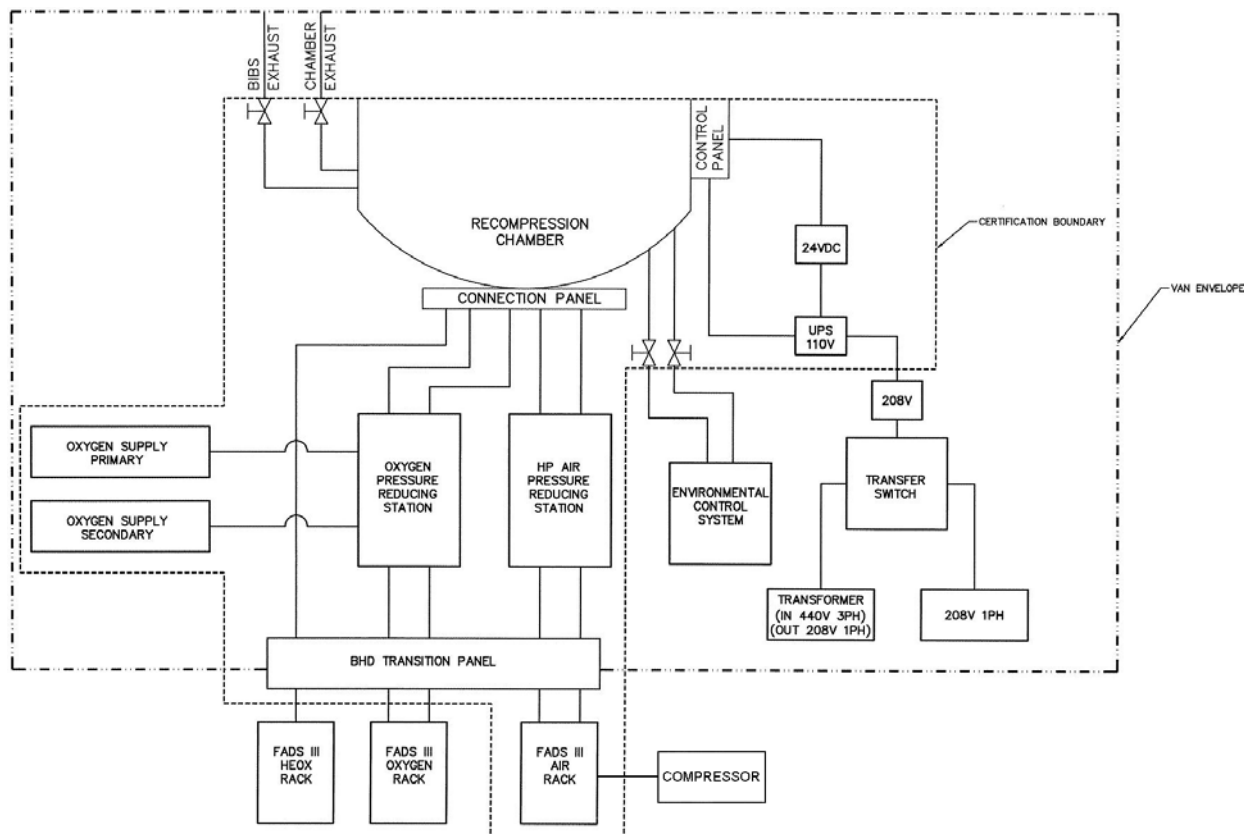 BIBS
EXHAUST
CHAMBER
EXHAUST
CONTROL
PANEL
RECOMPRESSION
CHAMBER
CERTIFICATION BOUNDARY
24VDC
VAN ENVELOPE
CONNECTION PANEL
UPS
110V
208V
OXYGEN SUPPLY
PRIMARY
OXYGEN
PRESSURE
REDUCING
STATION
HP AIR
PRESSURE
REDUCING
STATION
TRANSFER
SWITCH
ENVIRONMENTAL
CONTROL
SYSTEM
OXYGEN SUPPLY
SECONDARY
TRANSFORMER
(IN 440V 3PH)
(OUT 208V 1PH)
208V 1PH
BHD TRANSITION PANEL
FADS III
HEOX
RACK
FADS III
OXYGEN
RACK
FADS III
AIR
RACK
COMPRESSOR